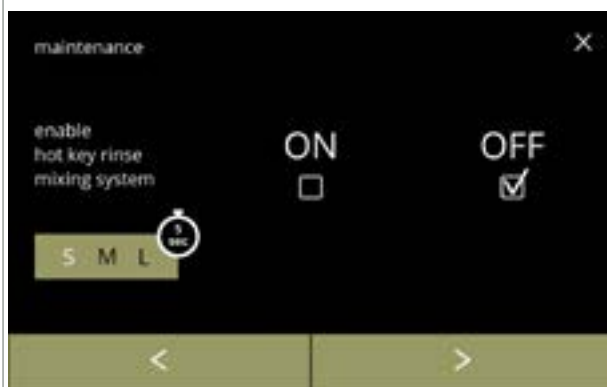 maintenance
enable
hot key rinse
mixing system
ON
OFF
5
sec
S M L